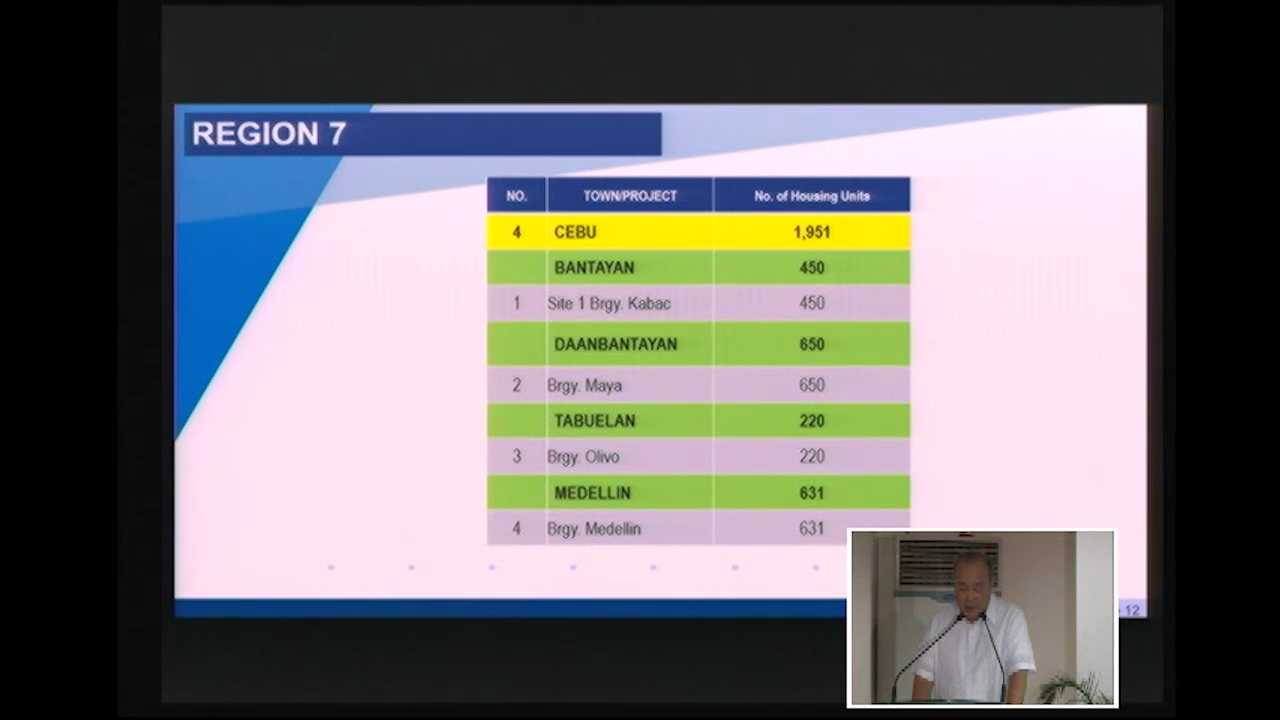 REGION 7
NO. TOWN/PROJECT No. of Housing Units
4 CEBU 1,951
BANTAYAN 450
1 Site 1 Brgy. Kabac 450
DAANBANTAYAN 650
2 Brgy. Maya 650
TABUELAN 220
3 Brgy. Olivo 220
MEDELLIN 631
4 Brgy. Medellin 631
12